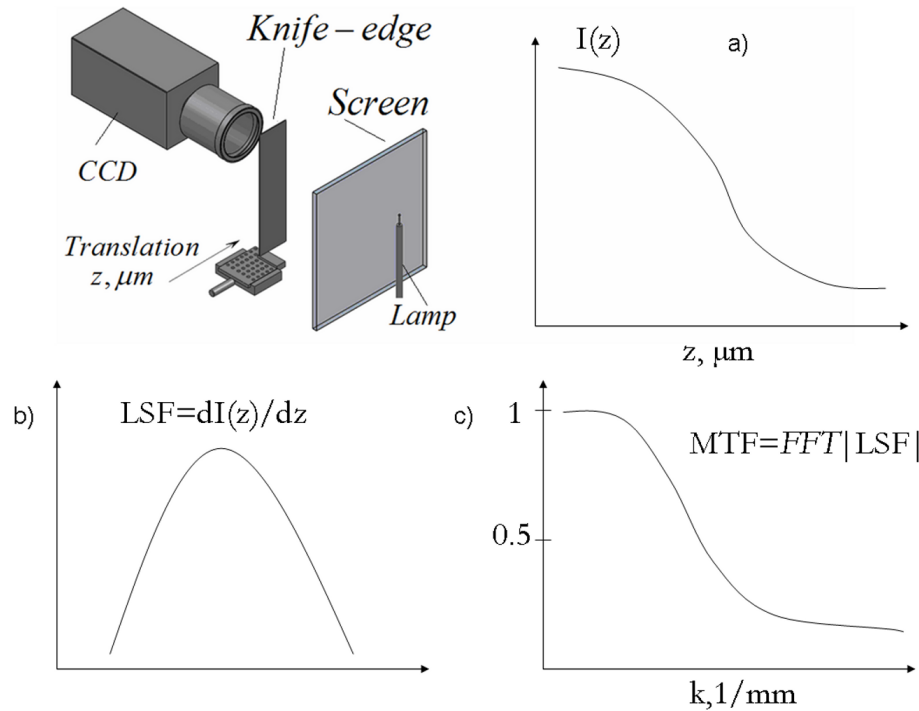 Knife – edge
Screen
CCD
Translation
z, μm
Lamp
I(z)
a)
z, μm
b)
LSF=dI(z)/dz
c)
1
MTF=FFT|LSF|
0.5
k,1/mm